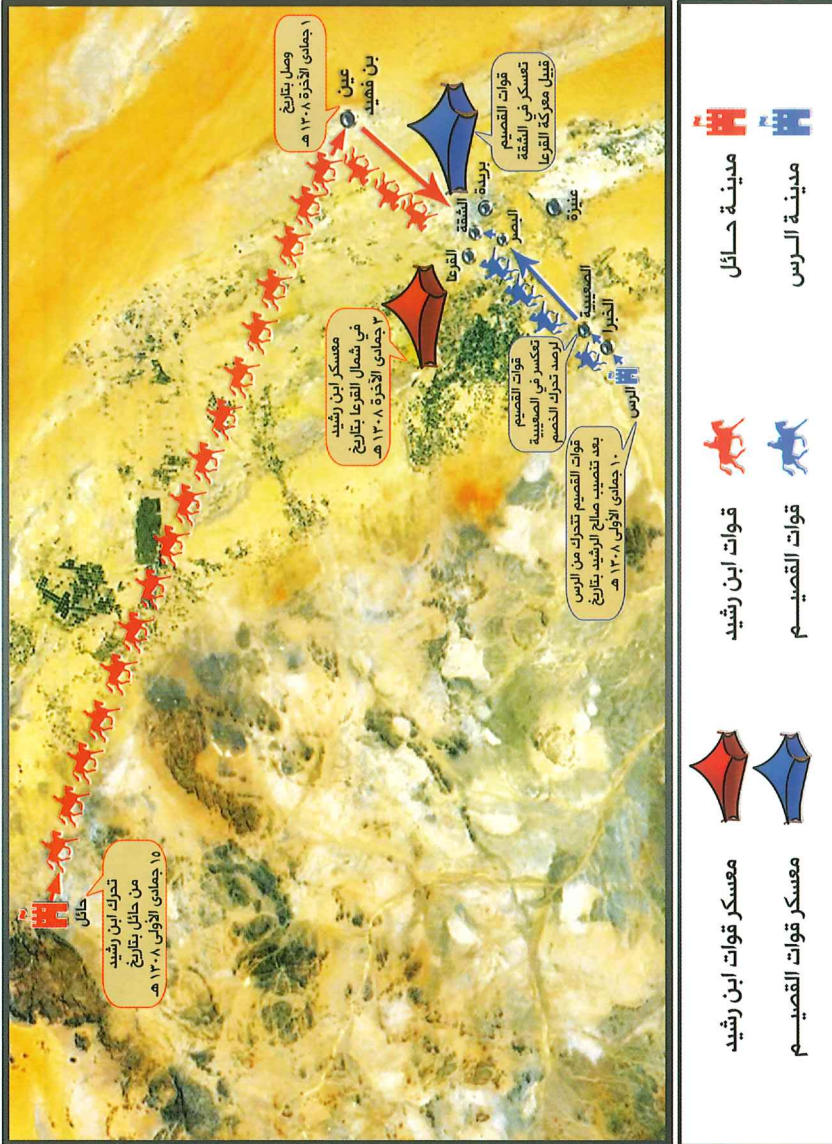 تحرك ابن رشيد
من حائل بتاريخ
١٥ جمادى الأولى ١٣٠٨ هـ
حائل
وصل بتاريخ
١ جمادى الآخرة ١٣٠٨ هـ
عين
بن فهيد
قوات القصيم
تعسكر في الشقة
قبيل معركة القرعا
بريدة
الشقة
القرعا
البصر
عنيزة
معسكر ابن رشيد
في شمال القرعا بتاريخ
٣ جمادى الآخرة ١٣٠٨ هـ
الصعيبية
الخبرا
الرس
قوات القصيم
تعكسر في الصعيبية
لرصد تحرك الخصم
قوات القصيم تتحرك من الرس
بعد تنصيب صالح الرشيد بتاريخ
١٠ جمادى الأولى ١٣٠٨ هـ
مدينة حائل
قوات ابن رشيد
معسكر قوات ابن رشيد
مدينة الرس
قوات القصيم
معسكر قوات القصيم